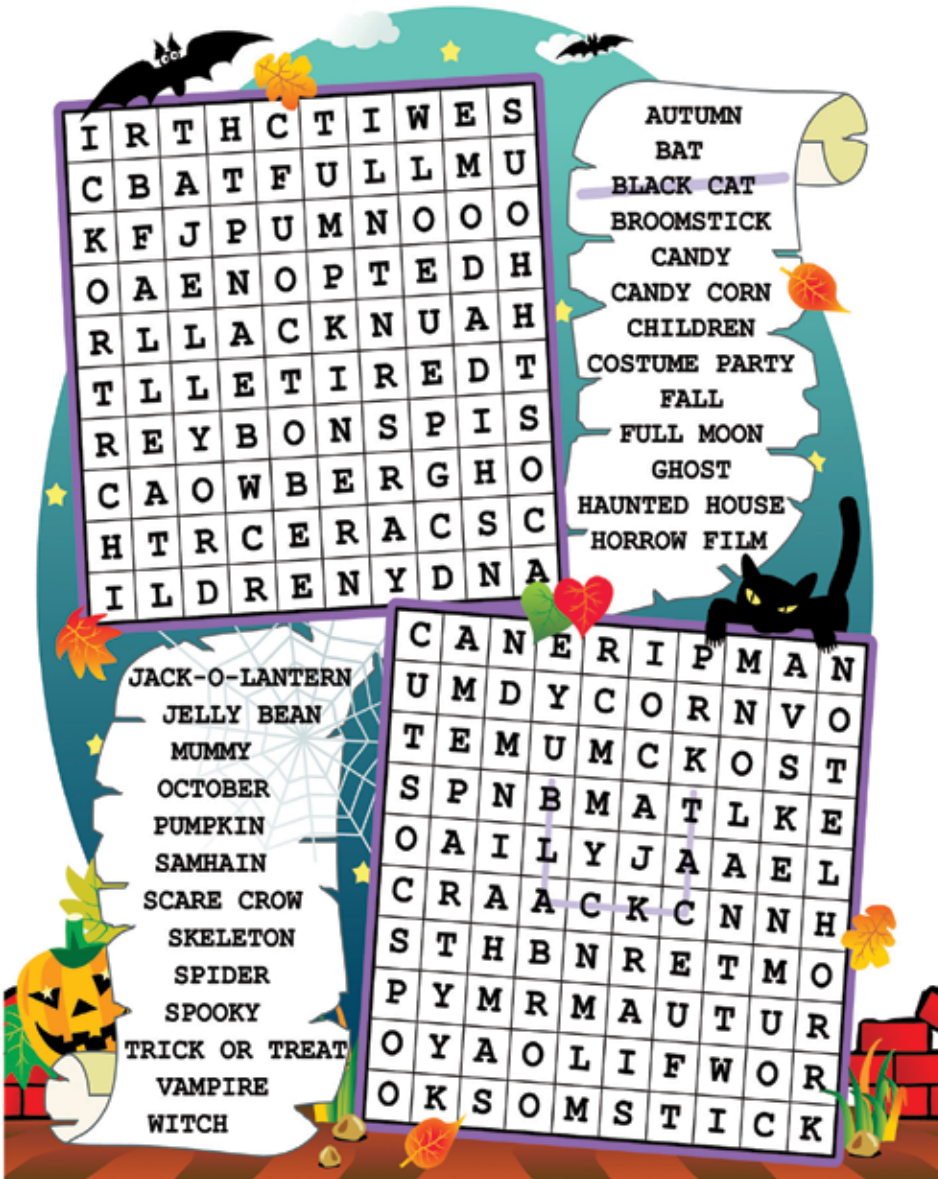 I R T H C T I W E S
C B A T F U L L M U
K F J P U M N O O O
O A E N O P T E D H
R L L A C K N U A H
T L L E T I R E D T
R E Y B O N S P I S
C A O W B E R G H O
H T R C E R A C S C
I L D R E N Y D N A
AUTUMN
BAT
BLACK CAT
BROOMSTICK
CANDY
CANDY CORN
CHILDREN
COSTUME PARTY
FALL
FULL MOON
GHOST
HAUNTED HOUSE
HORROW FILM
JACK-O-LANTERN
JELLY BEAN
MUMMY
OCTOBER
PUMPKIN
SAMHAIN
SCARE CROW
SKELETON
SPIDER
SPOOKY
TRICK OR TREAT
VAMPIRE
WITCH
C A N E R I P M A N
U M D Y C O R N V O
T E M U M C K O S T
S P N B M A T L K E
O A I L Y J A A E L
C R A A C K C N N H
S T H B N R E T M O
P Y M R M A U T U R
O Y A O L I F W O R
O K S O M S T I C K